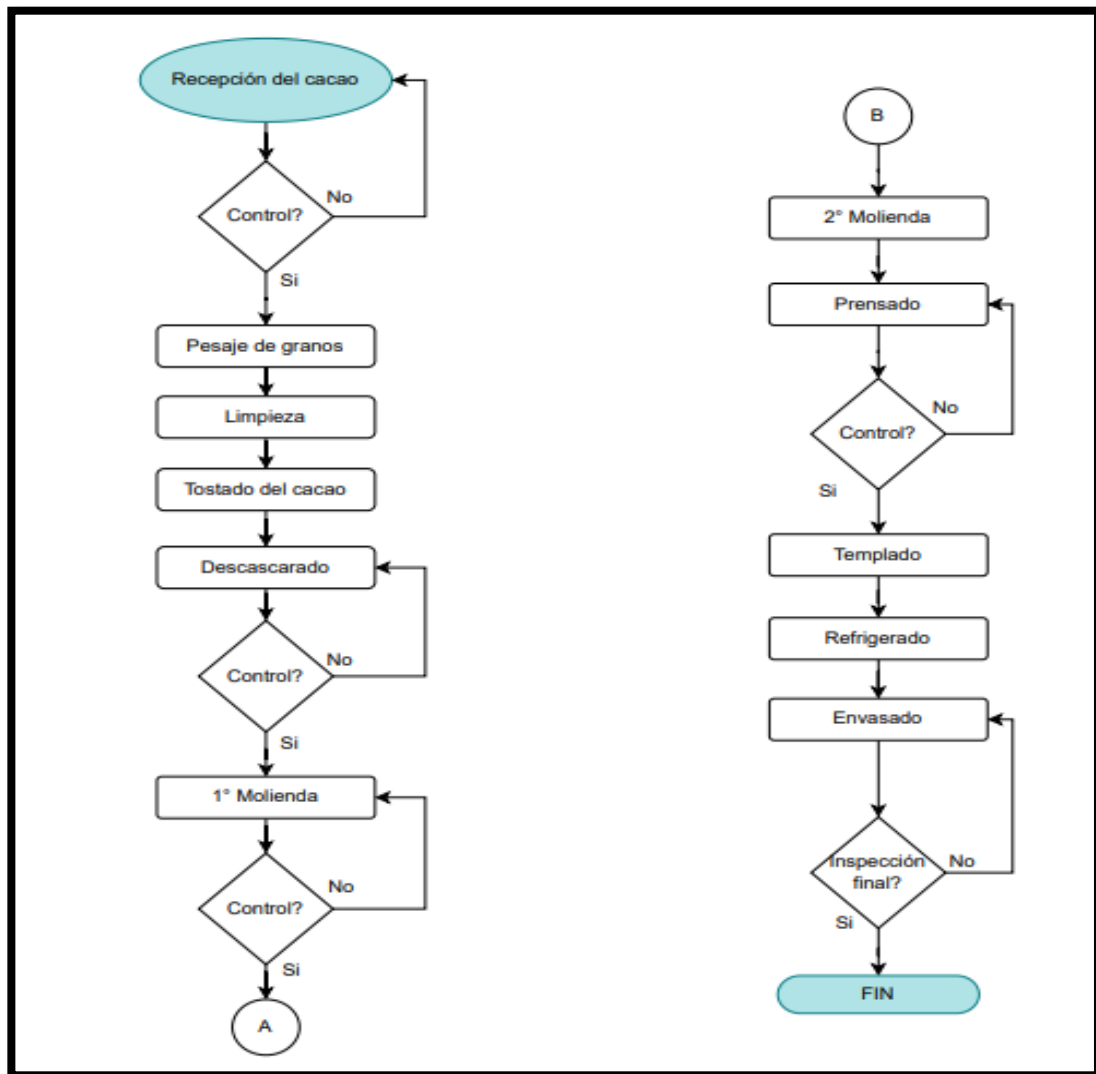 Recepción del cacao
Control?
No
Si
Pesaje de granos
Limpieza
Tostado del cacao
Descascarado
Control?
No
Si
1° Molienda
Control?
No
Si
A
B
2° Molienda
Prensado
Control?
No
Si
Templado
Refrigerado
Envasado
Inspección
final?
No
Si
FIN